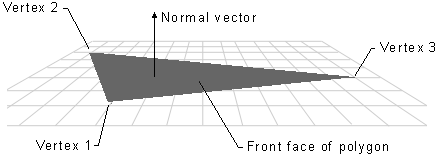 Vertex 2
Normal vector
Vertex 3
Vertex 1
Front face of polygon